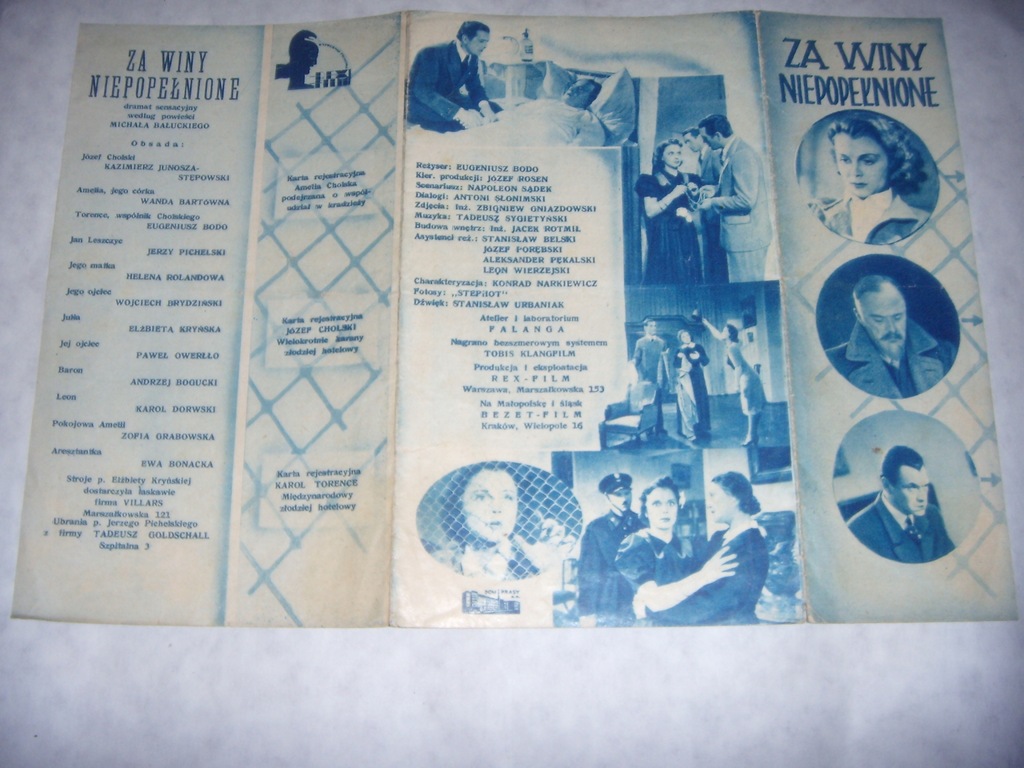 ZA WINY
NIEPOPEŁNIONE
dramat sensacyjny
według powieści
MICHAŁA BAŁUCKIEGO
Obsada:
Józef Cholski
KAZIMIERZ JUNOSZA-
STĘPOWSKI
Amelia, jego córka
WANDA BARTÓWNA
Torence, wspólnik Cholskiego
EUGENIUSZ BODO
Jan Leszczyc
JERZY PICHELSKI
Jego matka
HELENA ROLANDOWA
Jego ojciec
WOJCIECH BRYDZIŃSKI
Julia
ELŻBIETA KRYŃSKA
Jej ojciec
PAWEŁ OWERŁŁO
Baron
ANDRZEJ BOGUCKI
Leon
KAROL DORWSKI
Pokojowa Amelii
ZOFIA GRABOWSKA
Aresztantka
EWA BONACKA
Stroje p. Elżbiety Kryńskiej
dostarczyła łaskawie
firma VILLARS
Marszałkowska 121
Ubrania p. Jerzego Pichelskiego
z firmy TADEUSZ GOLDSCHALL
Szpitalna 3
Karta rejestracyjna
Amelia Cholska
podejrzana o współ-
udział w kradzieży
Karta rejestracyjna
JÓZEF CHOLSKI
Wielokrotnie karany
złodziej hotelowy
Karta rejestracyjna
KAROL TORENCE
Międzynarodowy
złodziej hotelowy
Reżyser: EUGENIUSZ BODO
Kier. produkcji: JÓZEF ROSEN
Scenariusz: NAPOLEON SĄDEK
Dialogi: ANTONI SŁONIMSKI
Zdjęcia: Inż. ZBIGNIEW GNIAZDOWSKI
Muzyka: TADEUSZ SYGIETYŃSKI
Budowa wnętrz: Inż. JACEK ROTMIL
Asystenci reż.: STANISŁAW BELSKI
JÓZEF PORĘBSKI
ALEKSANDER PĘKALSKI
LEON WIERZEJSKI
Charakteryzacja: KONRAD NARKIEWICZ
Fotosy: „STEPHOT"
Dźwięk: STANISŁAW URBANIAK
Atelier i laboratorium
FALANGA
Nagrano bezszmerowym systemem
TOBIS KLANGFILM
Produkcja i eksploatacja
REX-FILM
Warszawa, Marszałkowska 153
Na Małopolskę i śląsk
BEZET-FILM
Kraków, Wielopole 16
DOM PRASY
ZA WINY
NIEPOPEŁNIONE